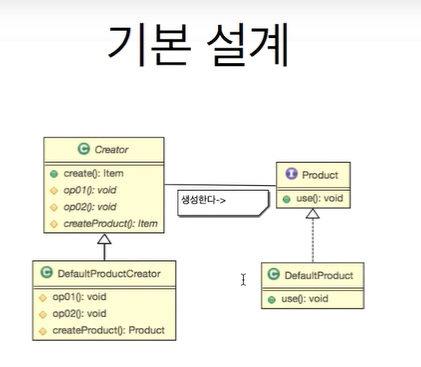 기본 설계
C Creator
create(): Item
op01(): void
op02(): void
createProduct(): Item
생성한다->
I Product
use(): void
C DefaultProductCreator
op01(): void
op02(): void
createProduct(): Product
C DefaultProduct
use(): void